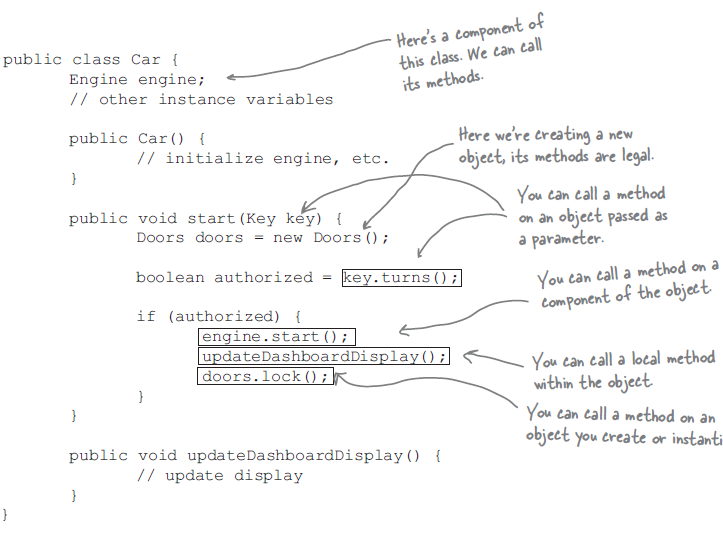 public class Car {
Engine engine;
// other instance variables
public Car() {
// initialize engine, etc.
}
public void start(Key key) {
Doors doors = new Doors();
boolean authorized = key.turns();
if (authorized) {
engine.start();
updateDashboardDisplay();
doors.lock();
}
}
public void updateDashboardDisplay() {
// update display
}
}
Here's a component of
this class. We can call
its methods.
Here we're creating a new
object, its methods are legal.
You can call a method
on an object passed as
a parameter.
You can call a method on a
component of the object.
You can call a local method
within the object
You can call a method on an
object you create or instanti